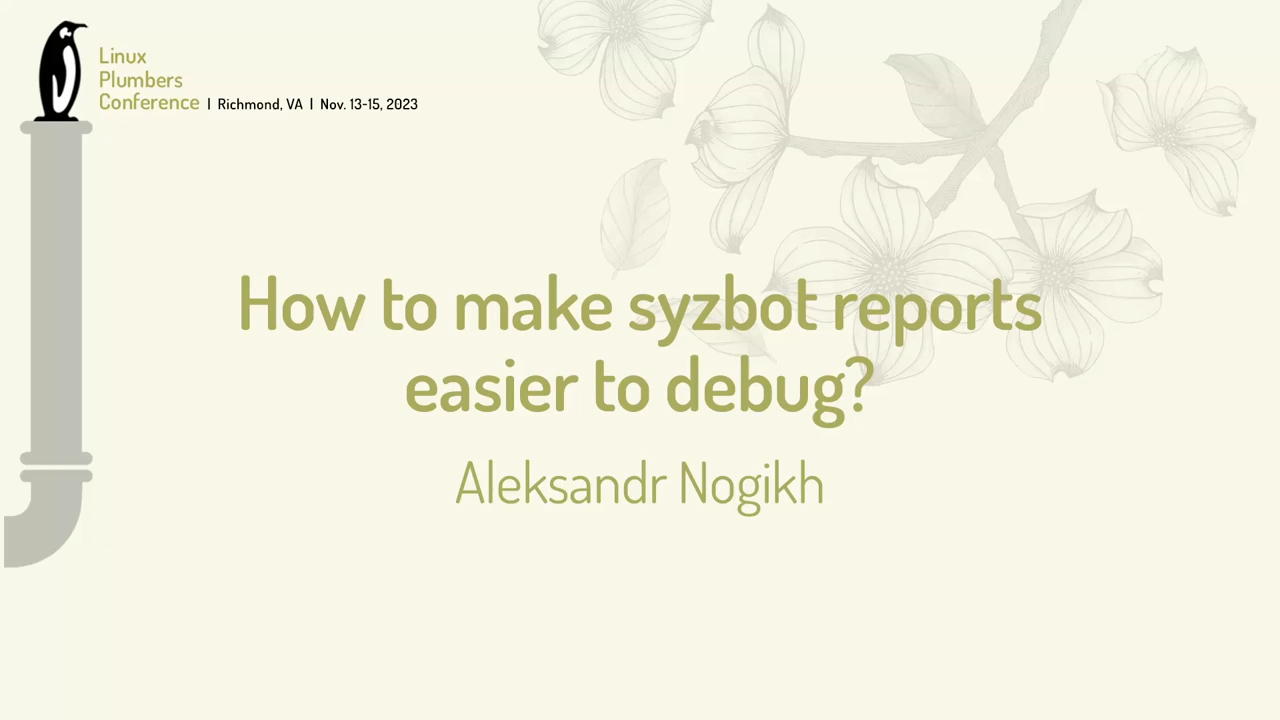 Linux
Plumbers
Conference | Richmond, VA | Nov. 13-15, 2023
How to make syzbot reports
easier to debug?
Aleksandr Nogikh